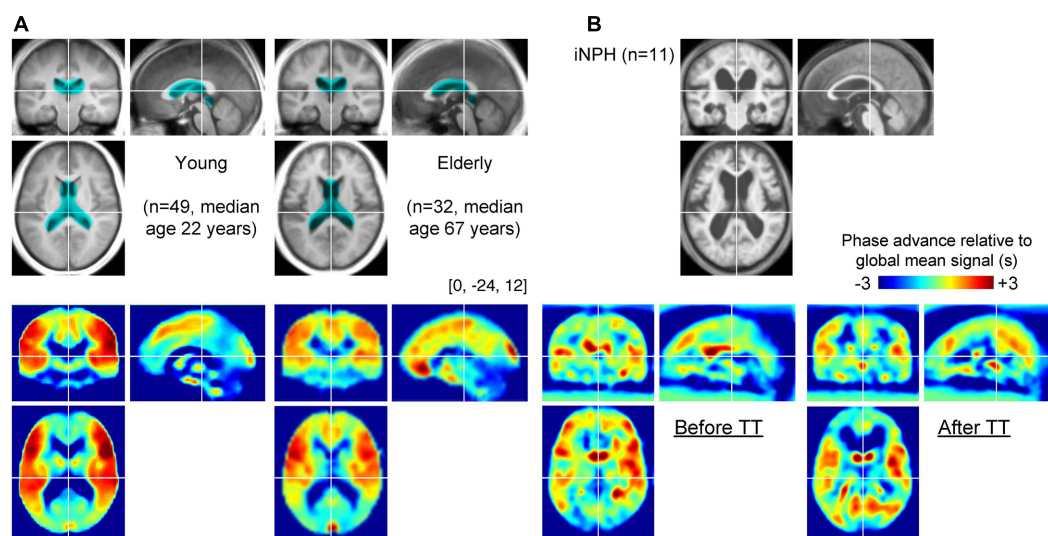 A
B
iNPH (n=11)
Young
Elderly
(n=49, median
age 22 years)
(n=32, median
age 67 years)
Phase advance relative to
global mean signal (s)
-3
+3
[0, -24, 12]
Before TT
After TT